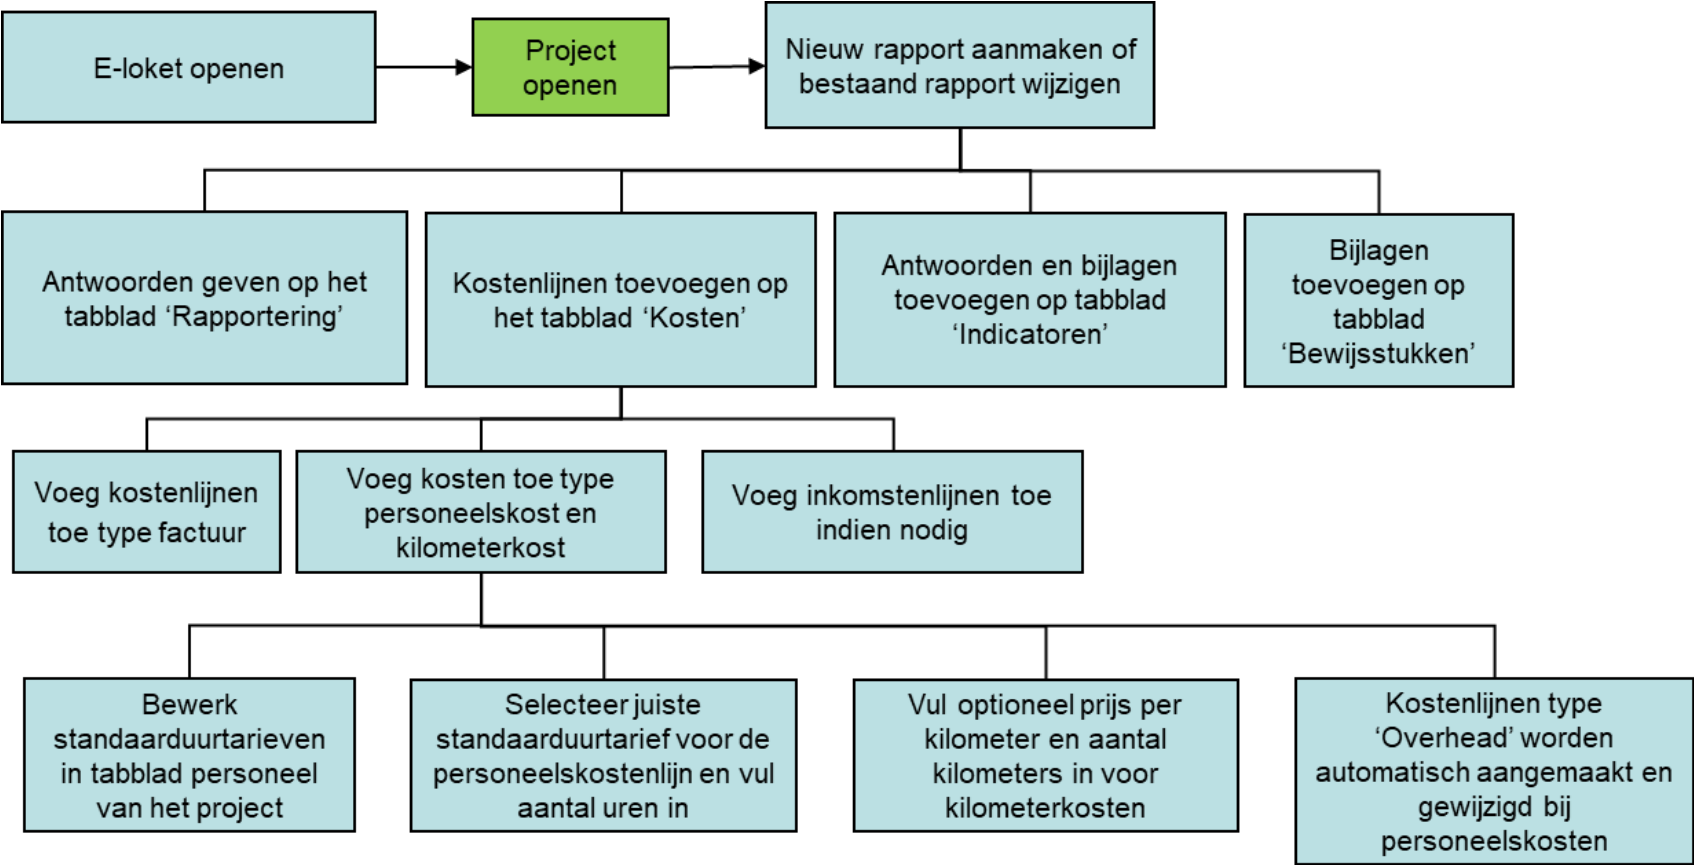 E-loket openen
Project
openen
Nieuw rapport aanmaken of
bestaand rapport wijzigen
Antwoorden geven op het
tabblad ‘Rapportering’
Kostenlijnen toevoegen op
het tabblad ‘Kosten’
Antwoorden en bijlagen
toevoegen op tabblad
‘Indicatoren’
Bijlagen
toevoegen op
tabblad
‘Bewijsstukken’
Voeg kostenlijnen
toe type factuur
Voeg kosten toe type
personeelskost en
kilometerkost
Voeg inkomstenlijnen toe
indien nodig
Bewerk
standaarduurtarieven
in tabblad personeel
van het project
Selecteer juiste
standaarduurtarief voor de
personeelskostenlijn en vul
aantal uren in
Vul optioneel prijs per
kilometer en aantal
kilometers in voor
kilometerkosten
Kostenlijnen type
‘Overhead’ worden
automatisch aangemaakt en
gewijzigd bij
personeelskosten